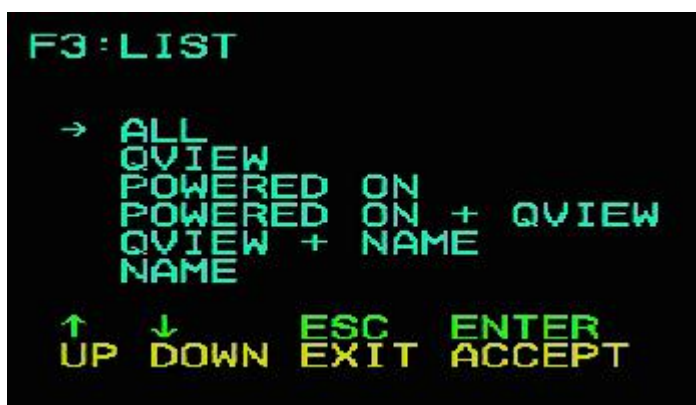 F3:LIST
→ ALL
QVIEW
POWERED ON
POWERED ON + QVIEW
QVIEW + NAME
NAME
↑ ↓ ESC ENTER
UP DOWN EXIT ACCEPT